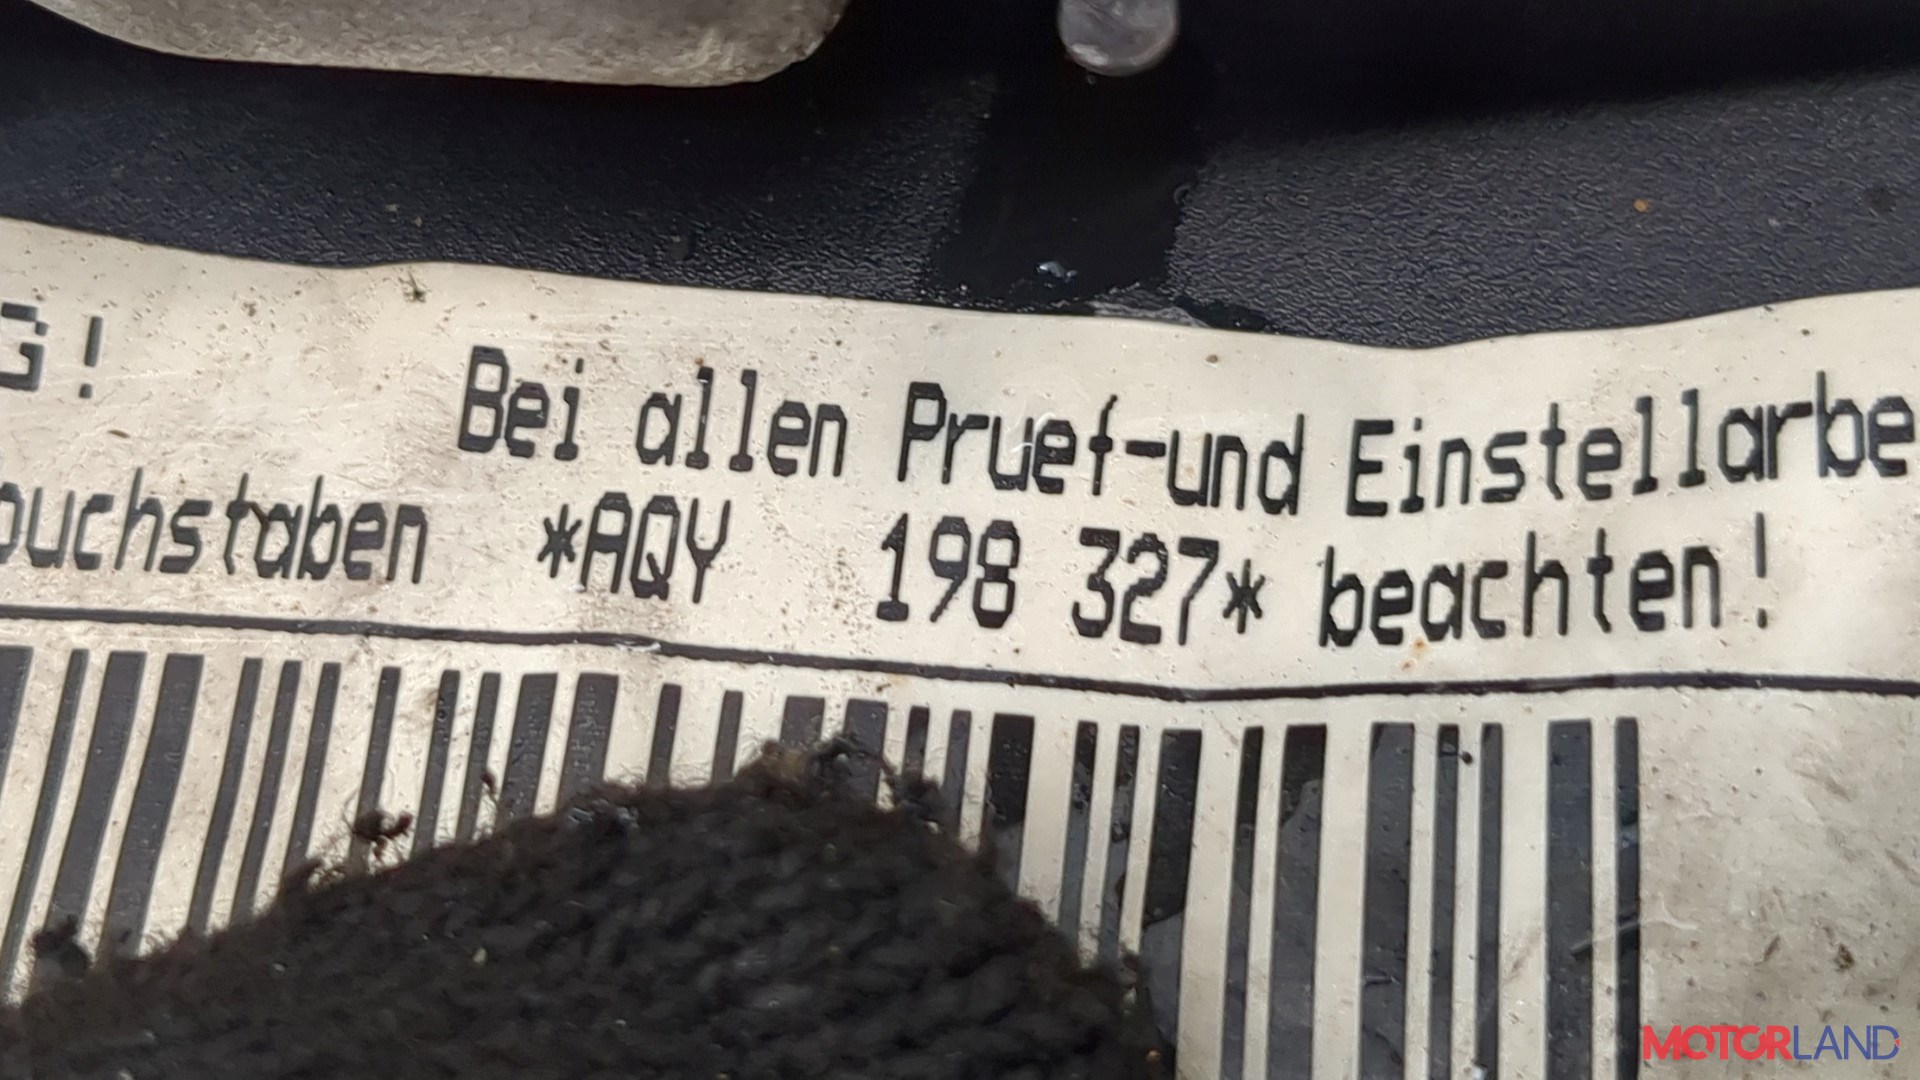 G! Bei allen Pruef-und Einstellarbe
buchstaben *AQY 198 327* beachten!
MOTORLAND